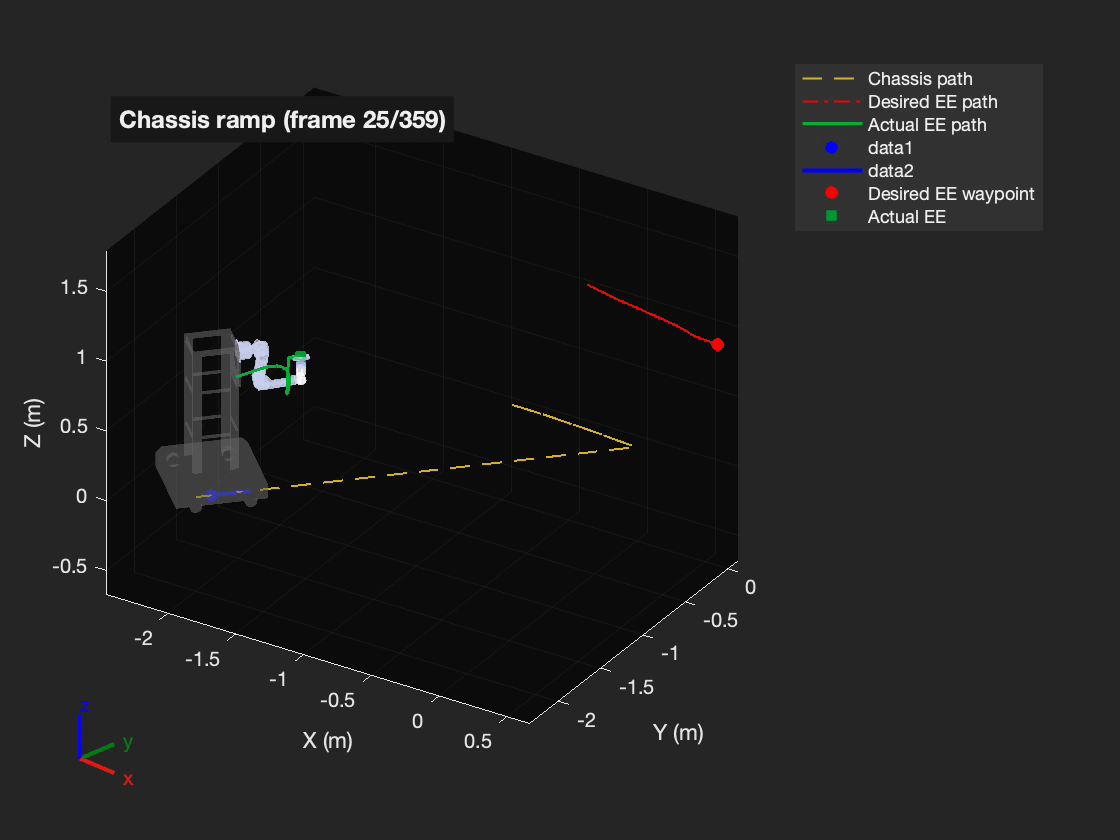 Chassis ramp (frame 25/359)
Chassis path
Desired EE path
Actual EE path
data1
data2
Desired EE waypoint
Actual EE
1.5
1
0.5
0
-0.5
Z (m)
-2
-1.5
-1
-0.5
0
0.5
X (m)
0
-0.5
-1
-1.5
-2
Y (m)
z
y
x